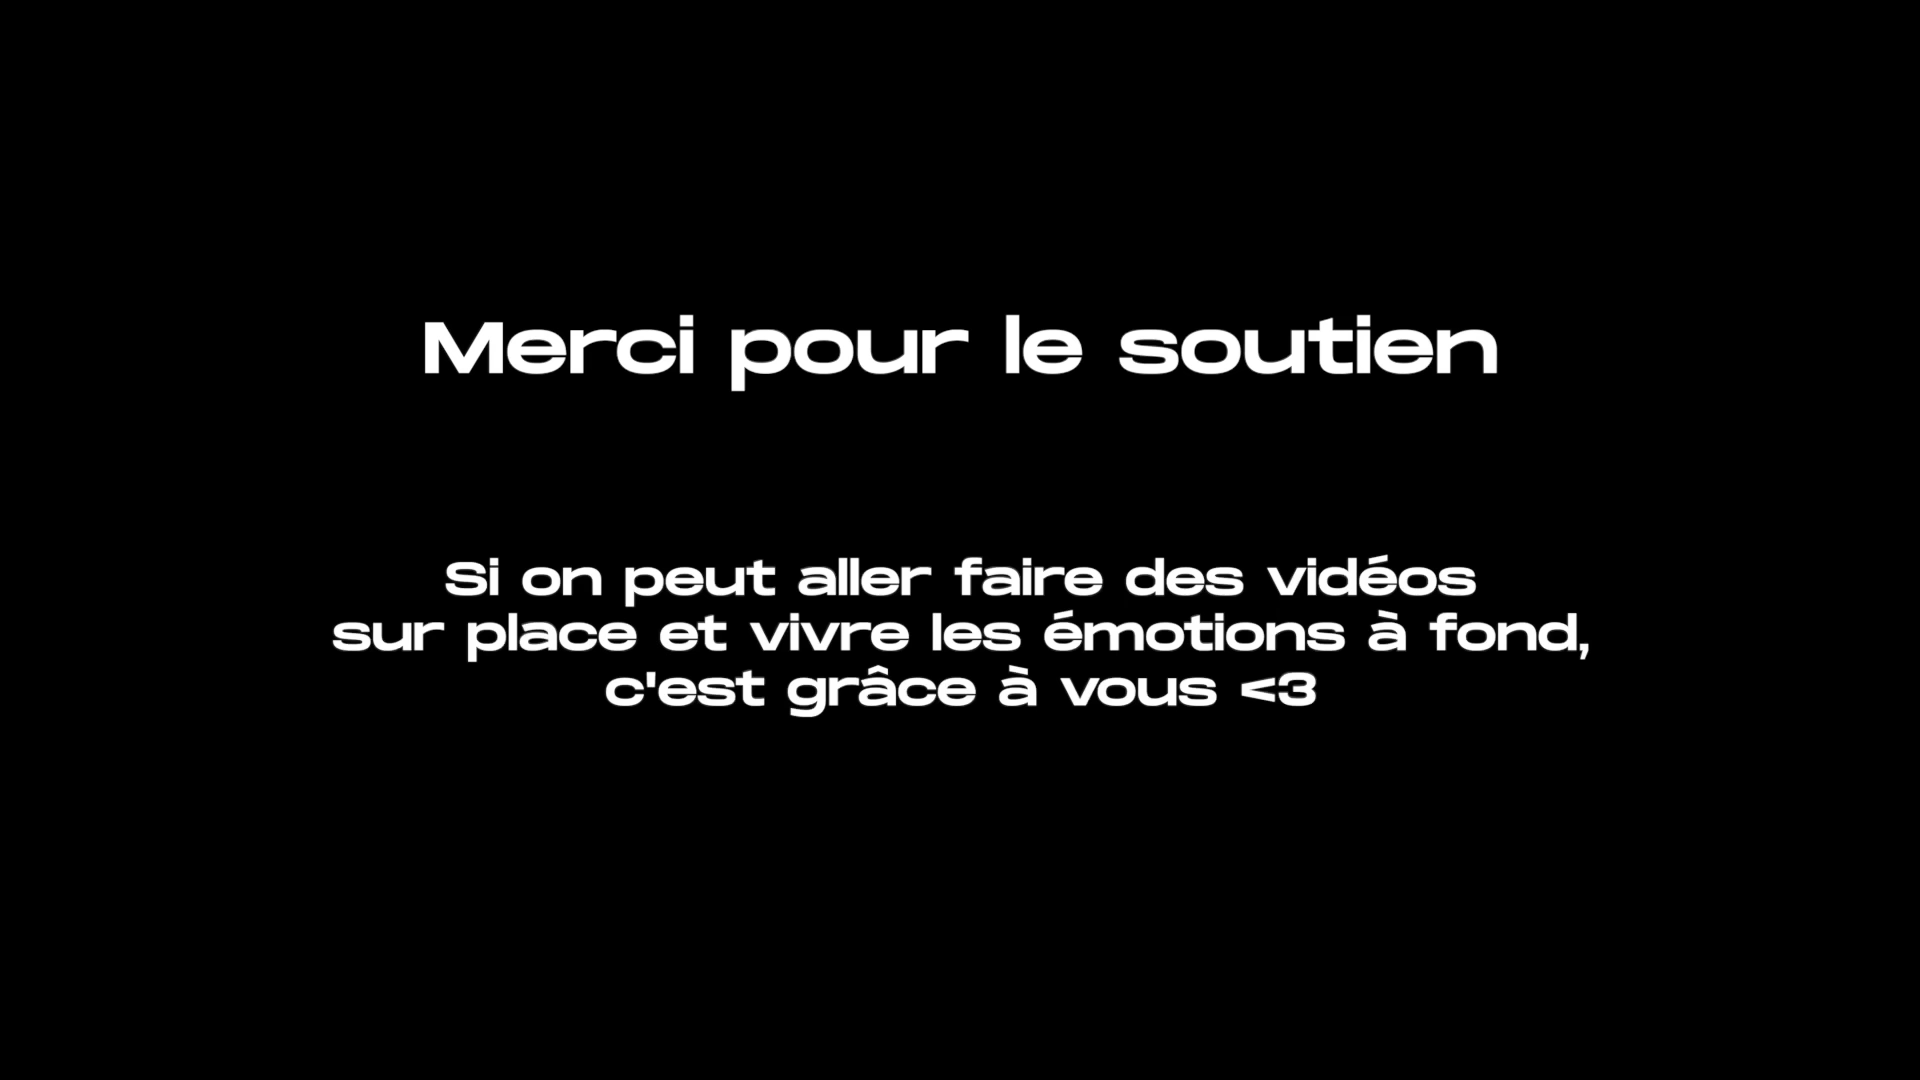 Merci pour le soutien
Si on peut aller faire des vidéos
sur place et vivre les émotions à fond,
c'est grâce à vous <3